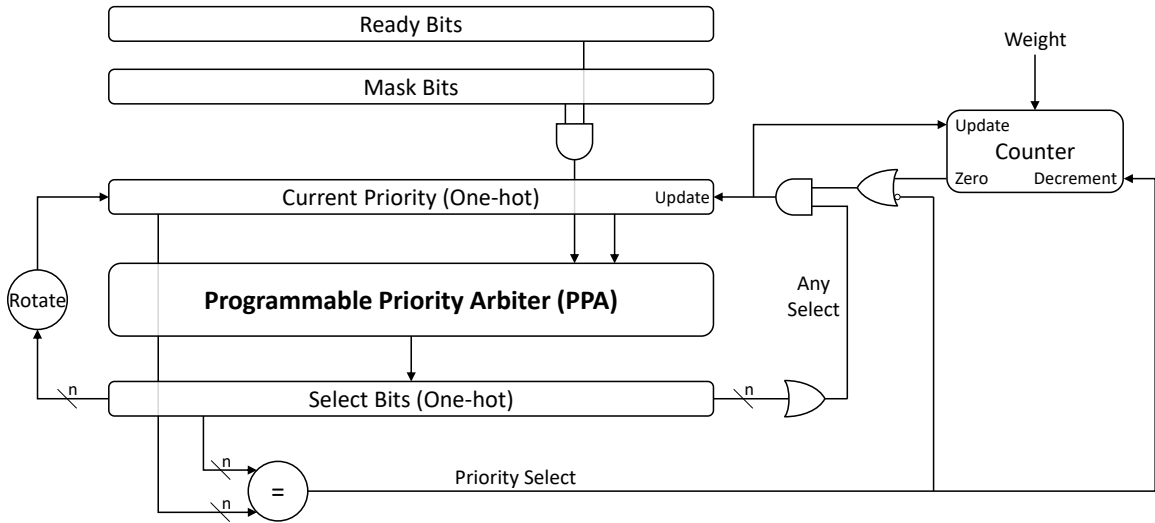 Ready Bits
Weight
Mask Bits
Update
Counter
Zero Decrement
Current Priority (One-hot)
Update
Rotate
Programmable Priority Arbiter (PPA)
Any
Select
n
Select Bits (One-hot)
n
n
=
Priority Select
n